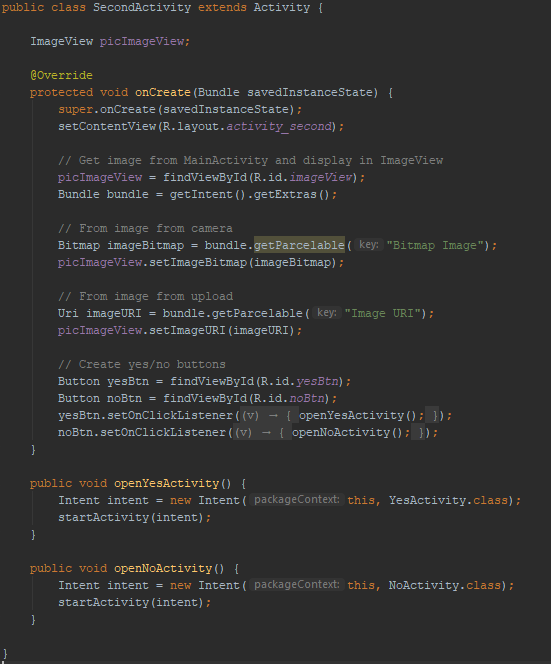 public class SecondActivity extends Activity {
ImageView picImageView;
@Override
protected void onCreate(Bundle savedInstanceState) {
super.onCreate(savedInstanceState);
setContentView(R.layout.activity_second);
// Get image from MainActivity and display in ImageView
picImageView = findViewById(R.id.imageView);
Bundle bundle = getIntent().getExtras();
// From image from camera
Bitmap imageBitmap = bundle.getParcelable( key: "Bitmap Image");
picImageView.setImageBitmap(imageBitmap);
// From image from upload
Uri imageURI = bundle.getParcelable( key: "Image URI");
picImageView.setImageURI(imageURI);
// Create yes/no buttons
Button yesBtn = findViewById(R.id.yesBtn);
Button noBtn = findViewById(R.id.noBtn);
yesBtn.setOnClickListener((v) → { openYesActivity(); });
noBtn.setOnClickListener((v) → { openNoActivity(); });
}
public void openYesActivity() {
Intent intent = new Intent( packageContext: this, YesActivity.class);
startActivity(intent);
}
public void openNoActivity() {
Intent intent = new Intent( packageContext: this, NoActivity.class);
startActivity(intent);
}
}